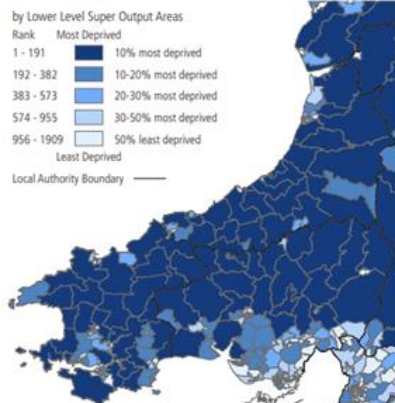 by Lower Level Super Output Areas
Rank Most Deprived
1 - 191 10% most deprived
192 - 382 10-20% most deprived
383 - 573 20-30% most deprived
574 - 955 30-50% most deprived
956 - 1909 50% least deprived
Least Deprived
Local Authority Boundary